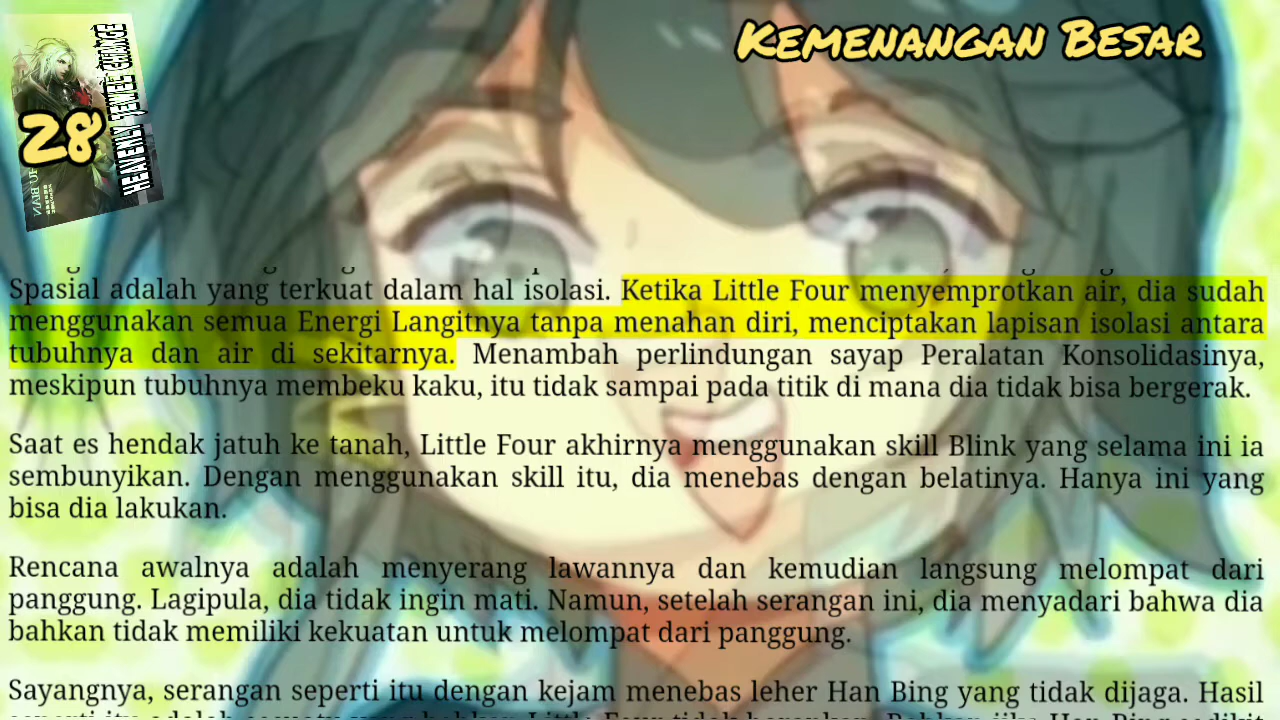 KEMENANGAN BESAR
HEAVENLY JEWEL CHANGE
28
Spasial adalah yang terkuat dalam hal isolasi. Ketika Little Four menyemprotkan air, dia sudah
menggunakan semua Energi Langitnya tanpa menahan diri, menciptakan lapisan isolasi antara
tubuhnya dan air di sekitarnya. Menambah perlindungan sayap Peralatan Konsolidasinya,
meskipun tubuhnya membeku kaku, itu tidak sampai pada titik di mana dia tidak bisa bergerak.
Saat es hendak jatuh ke tanah, Little Four akhirnya menggunakan skill Blink yang selama ini ia
sembunyikan. Dengan menggunakan skill itu, dia menebas dengan belatinya. Hanya ini yang
bisa dia lakukan.
Rencana awalnya adalah menyerang lawannya dan kemudian langsung melompat dari
panggung. Lagipula, dia tidak ingin mati. Namun, setelah serangan ini, dia menyadari bahwa dia
bahkan tidak memiliki kekuatan untuk melompat dari panggung.
Sayangnya, serangan seperti itu dengan kejam menebas leher Han Bing yang tidak dijaga. Hasil